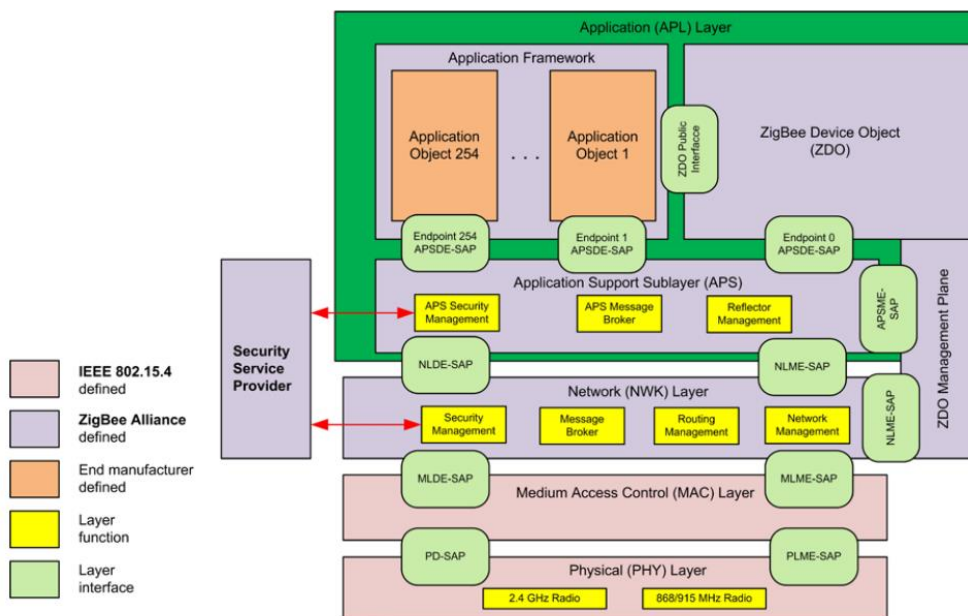 Application (APL) Layer
Application Framework
Application
Object 254
. . .
Application
Object 1
ZDO Public
Interfacce
ZigBee Device Object
(ZDO)
Endpoint 254
APSDE-SAP
Endpoint 1
APSDE-SAP
Endpoint 0
APSDE-SAP
Application Support Sublayer (APS)
APS Security
Management
APS Message
Broker
Reflector
Management
APSME-
SAP
Security
Service
Provider
NLDE-SAP
NLME-SAP
ZDO Management Plane
Network (NWK) Layer
Security
Management
Message
Broker
Routing
Management
Network
Management
NLME-SAP
MLDE-SAP
MLME-SAP
Medium Access Control (MAC) Layer
PD-SAP
PLME-SAP
Physical (PHY) Layer
2.4 GHz Radio
868/915 MHz Radio
IEEE 802.15.4
defined
ZigBee Alliance
defined
End manufacturer
defined
Layer
function
Layer
interface